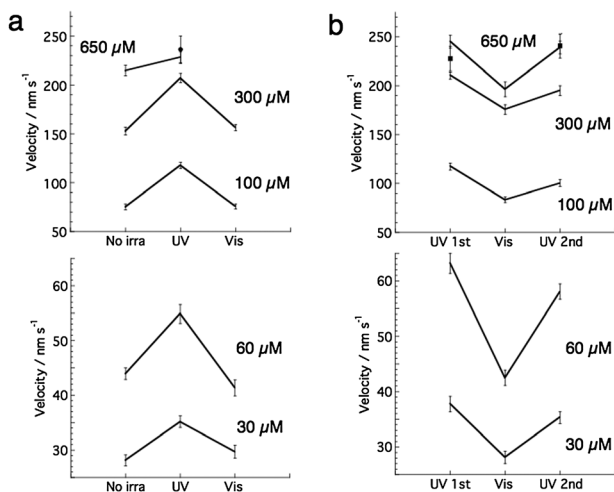 a
650 µM
300 µM
100 µM
Velocity / nm s⁻¹
250
200
150
100
50
No irra UV Vis
60 µM
30 µM
Velocity / nm s⁻¹
60
50
40
30
No irra UV Vis
b
650 µM
300 µM
100 µM
Velocity / nm s⁻¹
250
200
150
100
50
UV 1st Vis UV 2nd
60 µM
30 µM
Velocity / nm s⁻¹
60
50
40
30
UV 1st Vis UV 2nd